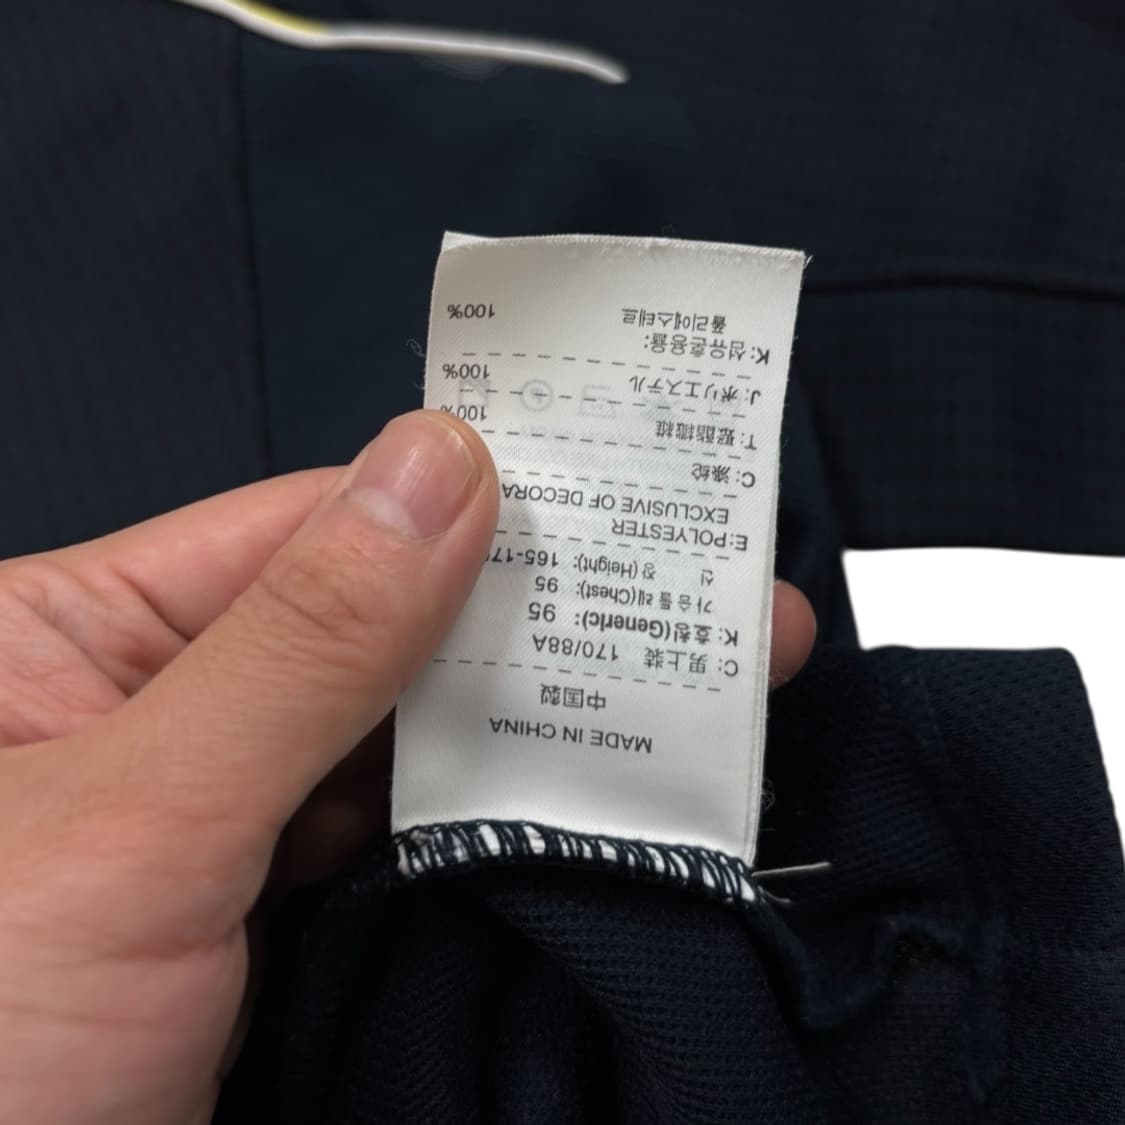 MADE IN CHINA
中国製
C: 男上装 170/88A
K: 호칭(Generic): 95
가슴둘레(Chest): 95
신 장(Height): 165-17
E:POLYESTER
EXCLUSIVE OF DECORA
C: 涤纶
T: 聚酯纖維 100%
J: ポリエステル 100%
K: 섬유혼용율:
폴리에스테르 100%